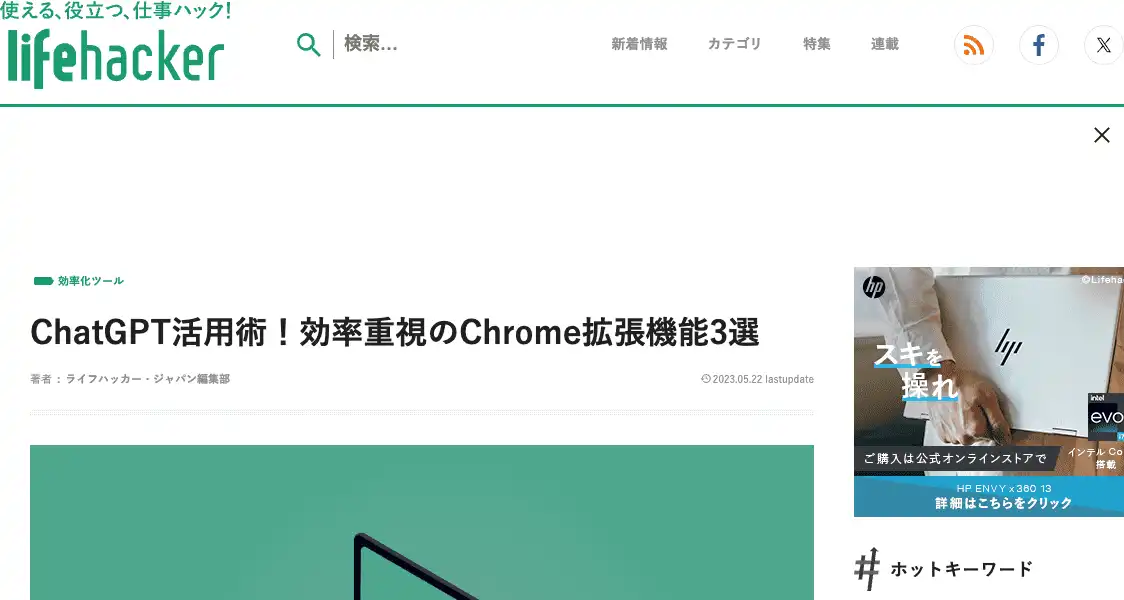 使える、役立つ、仕事ハック!
lifehacker
検索...
新着情報 カテゴリ 特集 連載
効率化ツール
ChatGPT活用術！効率重視のChrome拡張機能3選
著者 : ライフハッカー・ジャパン編集部
2023.05.22 lastupdate
hp
©Lifeha
hp
スキを
操れ
intel
evo
ご購入は公式オンラインストアで
インテル Co
搭載
HP ENVY x360 13
詳細はこちらをクリック
ホットキーワード